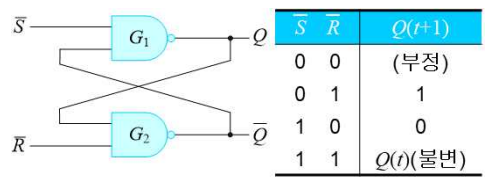 S̅
G₁
Q
G₂
R̅
Q̅
S̅ R̅ Q(t+1)
0 0 (부정)
0 1 1
1 0 0
1 1 Q(t)(불변)